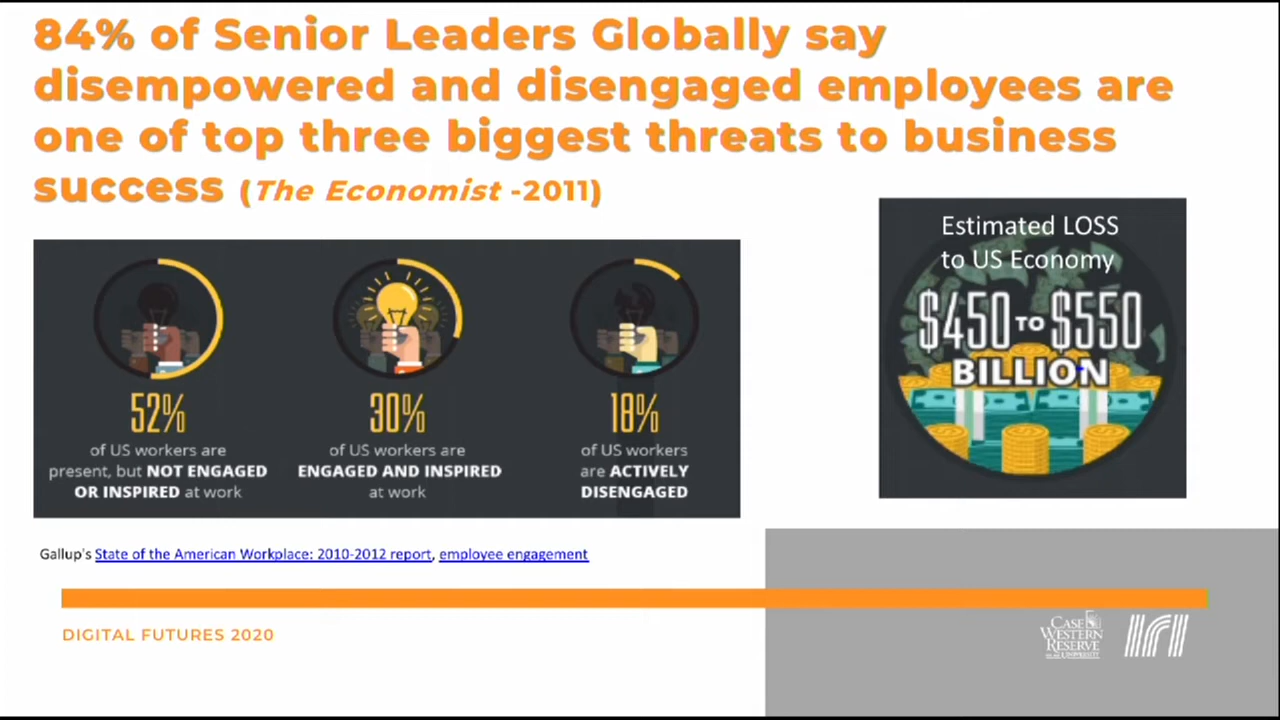 84% of Senior Leaders Globally say
disempowered and disengaged employees are
one of top three biggest threats to business
success (The Economist -2011)
Estimated LOSS
to US Economy
$450 TO $550
BILLION
52%
of US workers are
present, but NOT ENGAGED
OR INSPIRED at work
30%
of US workers are
ENGAGED AND INSPIRED
at work
18%
of US workers
are ACTIVELY
DISENGAGED
Gallup's State of the American Workplace: 2010-2012 report, employee engagement
DIGITAL FUTURES 2020
CASE
WESTERN
RESERVE
UNIVERSITY